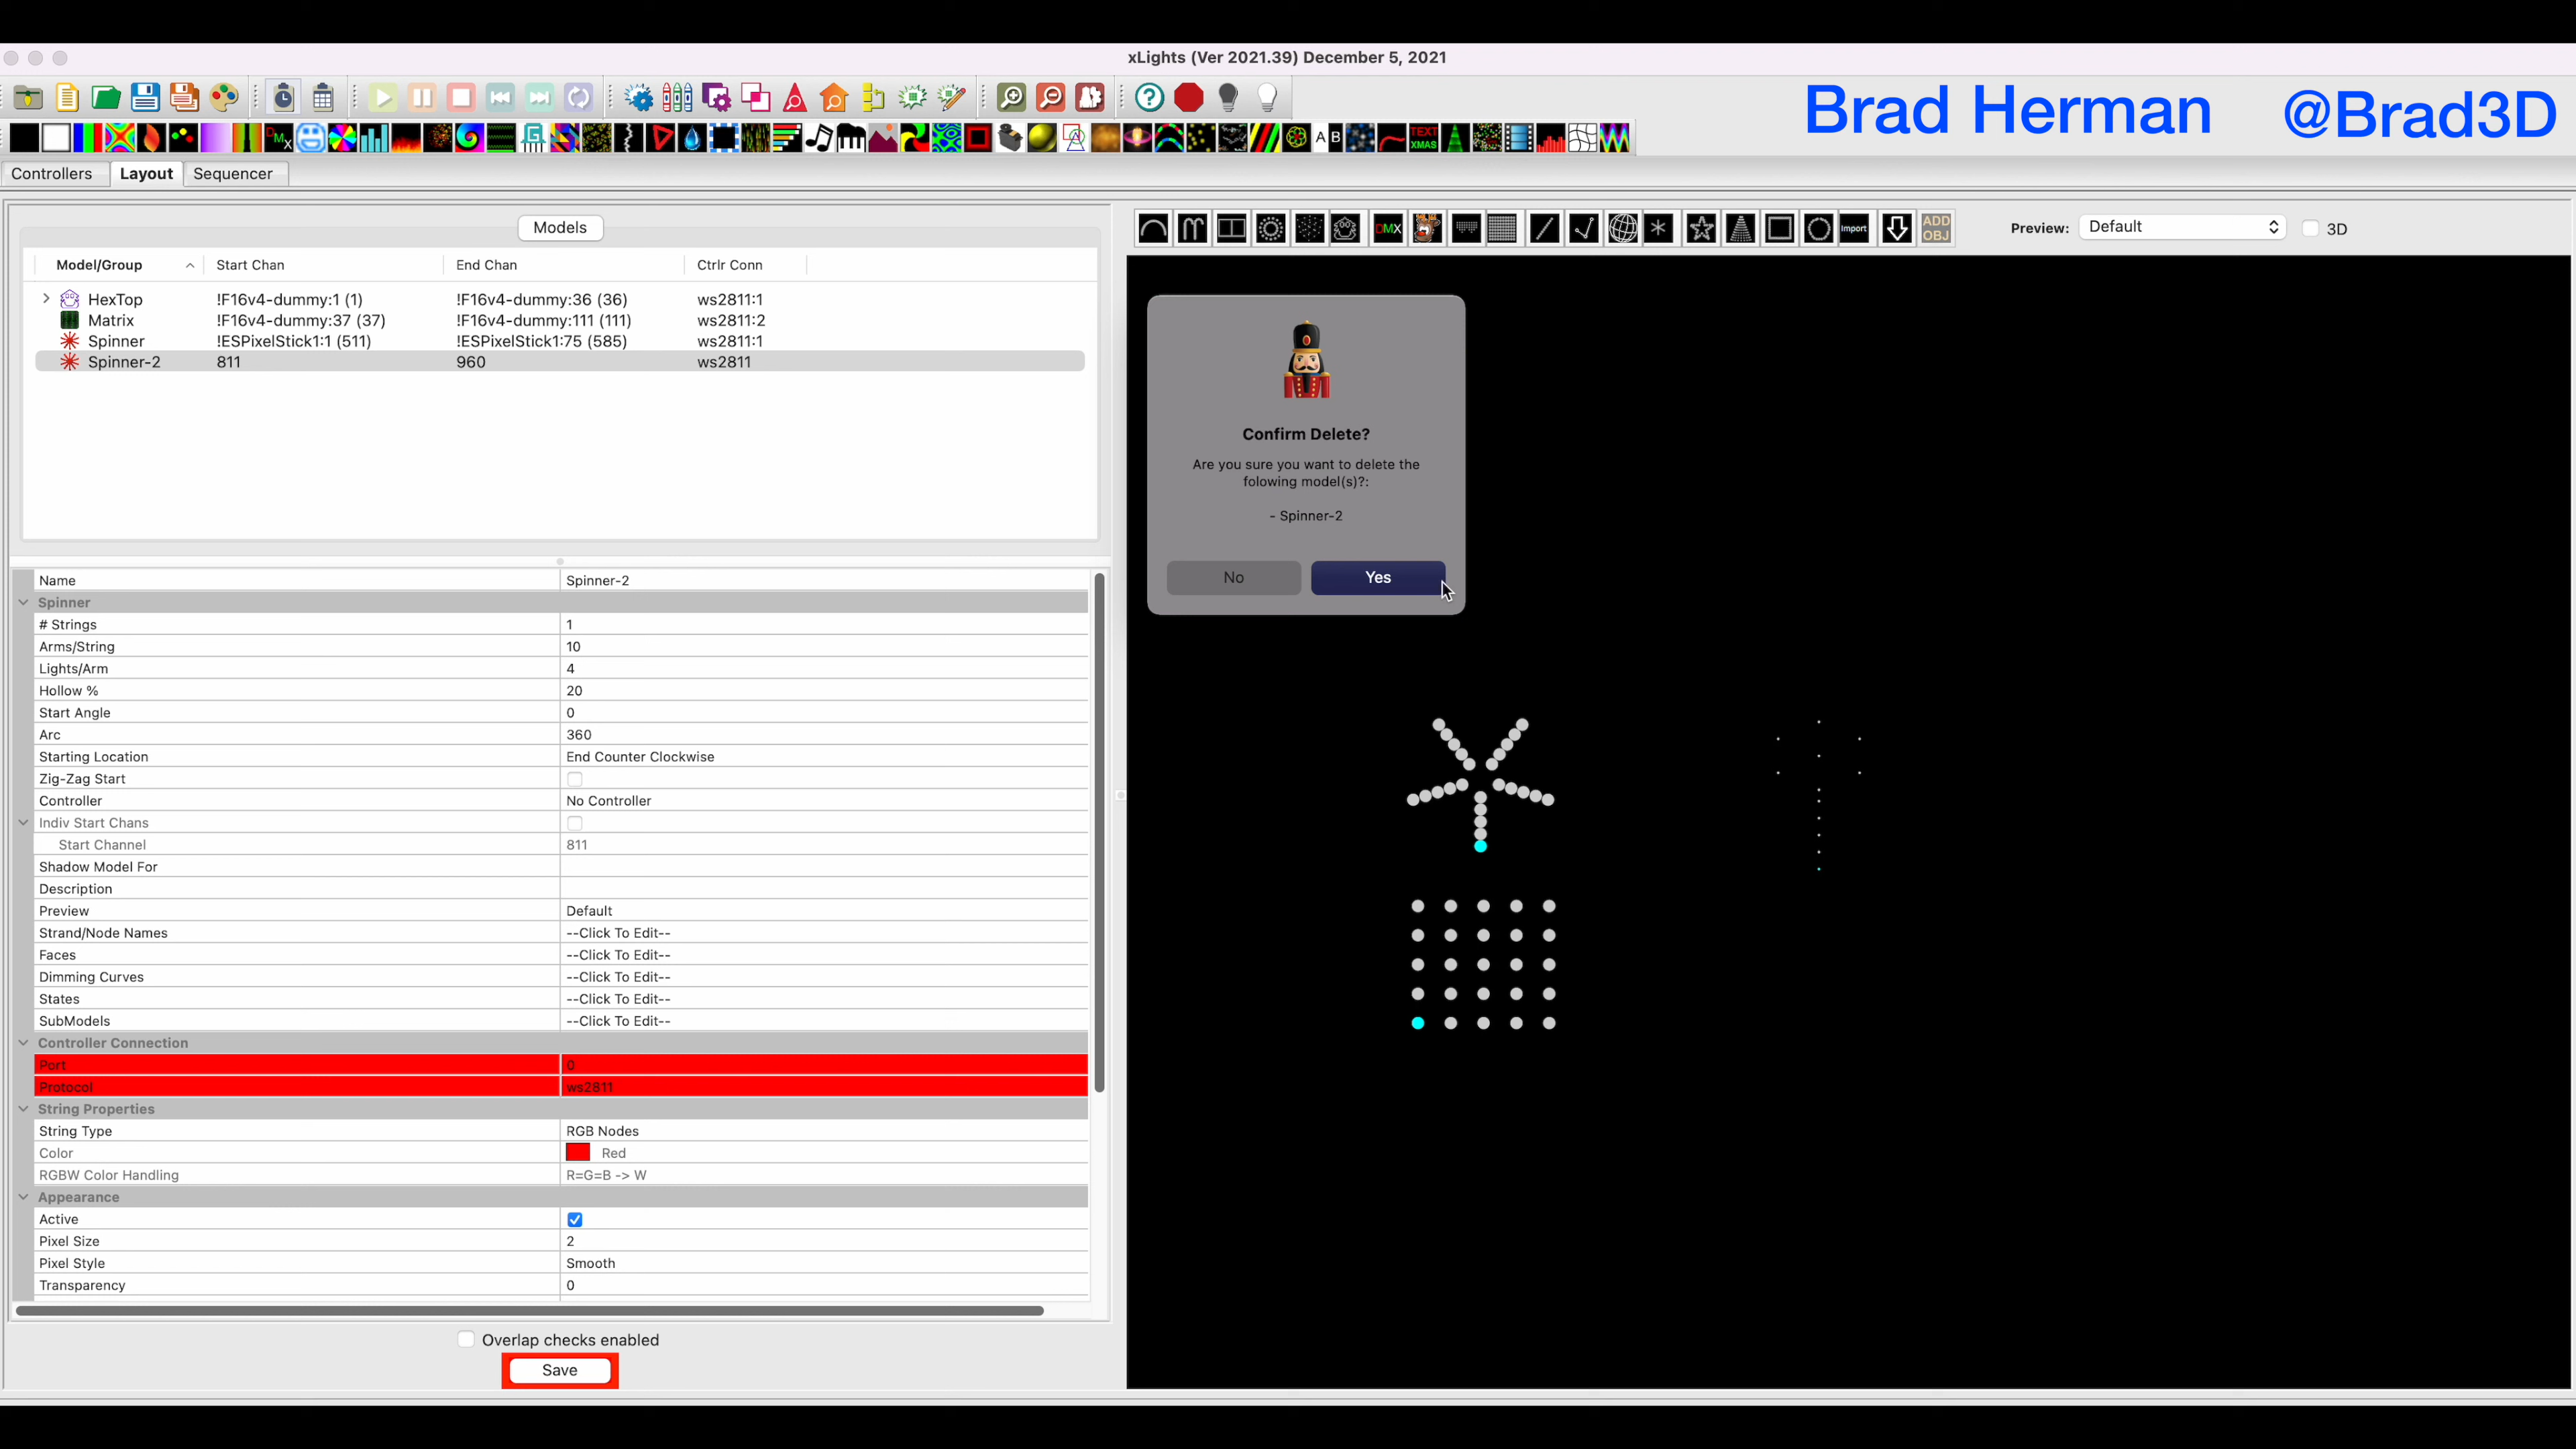 xLights (Ver 2021.39) December 5, 2021
Brad Herman @Brad3D
DMX
A B
TEXT XMAS
Controllers Layout Sequencer
Models
DMX
Import
ADD OBJ
Preview: Default 3D
Model/Group Start Chan End Chan Ctrlr Conn
HexTop !F16v4-dummy:1 (1) !F16v4-dummy:36 (36) ws2811:1
Matrix !F16v4-dummy:37 (37) !F16v4-dummy:111 (111) ws2811:2
Spinner !ESPixelStick1:1 (511) !ESPixelStick1:75 (585) ws2811:1
Spinner-2 811 960 ws2811
Confirm Delete?
Are you sure you want to delete the
folowing model(s)?:
- Spinner-2
No Yes
Name Spinner-2
Spinner
# Strings 1
Arms/String 10
Lights/Arm 4
Hollow % 20
Start Angle 0
Arc 360
Starting Location End Counter Clockwise
Zig-Zag Start
Controller No Controller
Indiv Start Chans
Start Channel 811
Shadow Model For
Description
Preview Default
Strand/Node Names --Click To Edit--
Faces --Click To Edit--
Dimming Curves --Click To Edit--
States --Click To Edit--
SubModels --Click To Edit--
Controller Connection
Port 0
Protocol ws2811
String Properties
String Type RGB Nodes
Color Red
RGBW Color Handling R=G=B -> W
Appearance
Active
Pixel Size 2
Pixel Style Smooth
Transparency 0
Overlap checks enabled
Save